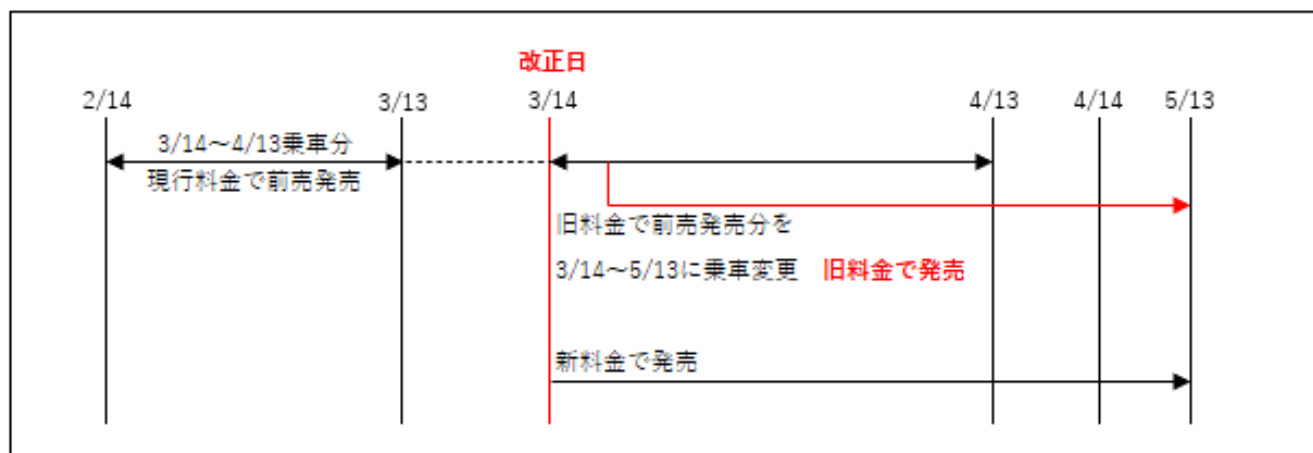 改正日
2/14 3/13 3/14 4/13 4/14 5/13
3/14～4/13乗車分
現行料金で前売発売
旧料金で前売発売分を
3/14～5/13に乗車変更 旧料金で発売
新料金で発売